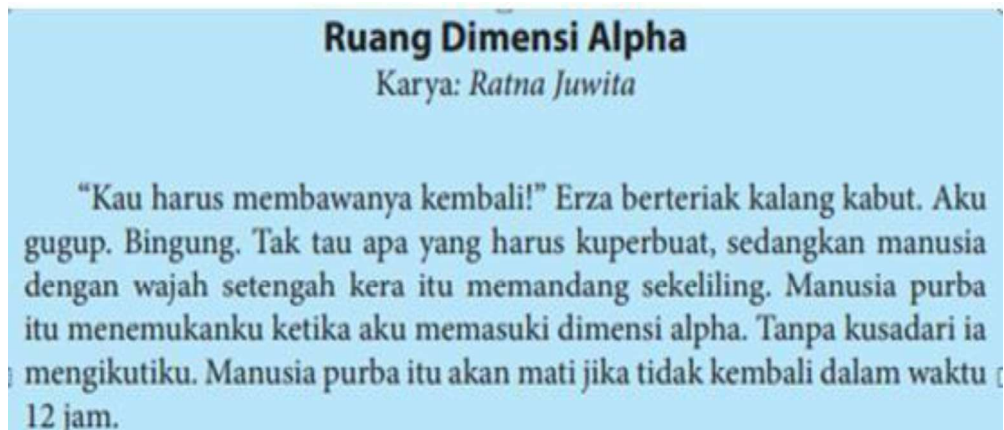 Ruang Dimensi Alpha
Karya: Ratna Juwita
“Kau harus membawanya kembali!” Erza berteriak kalang kabut. Aku
gugup. Bingung. Tak tau apa yang harus kuperbuat, sedangkan manusia
dengan wajah setengah kera itu memandang sekeliling. Manusia purba
itu menemukanku ketika aku memasuki dimensi alpha. Tanpa kusadari ia
mengikutiku. Manusia purba itu akan mati jika tidak kembali dalam waktu
12 jam.